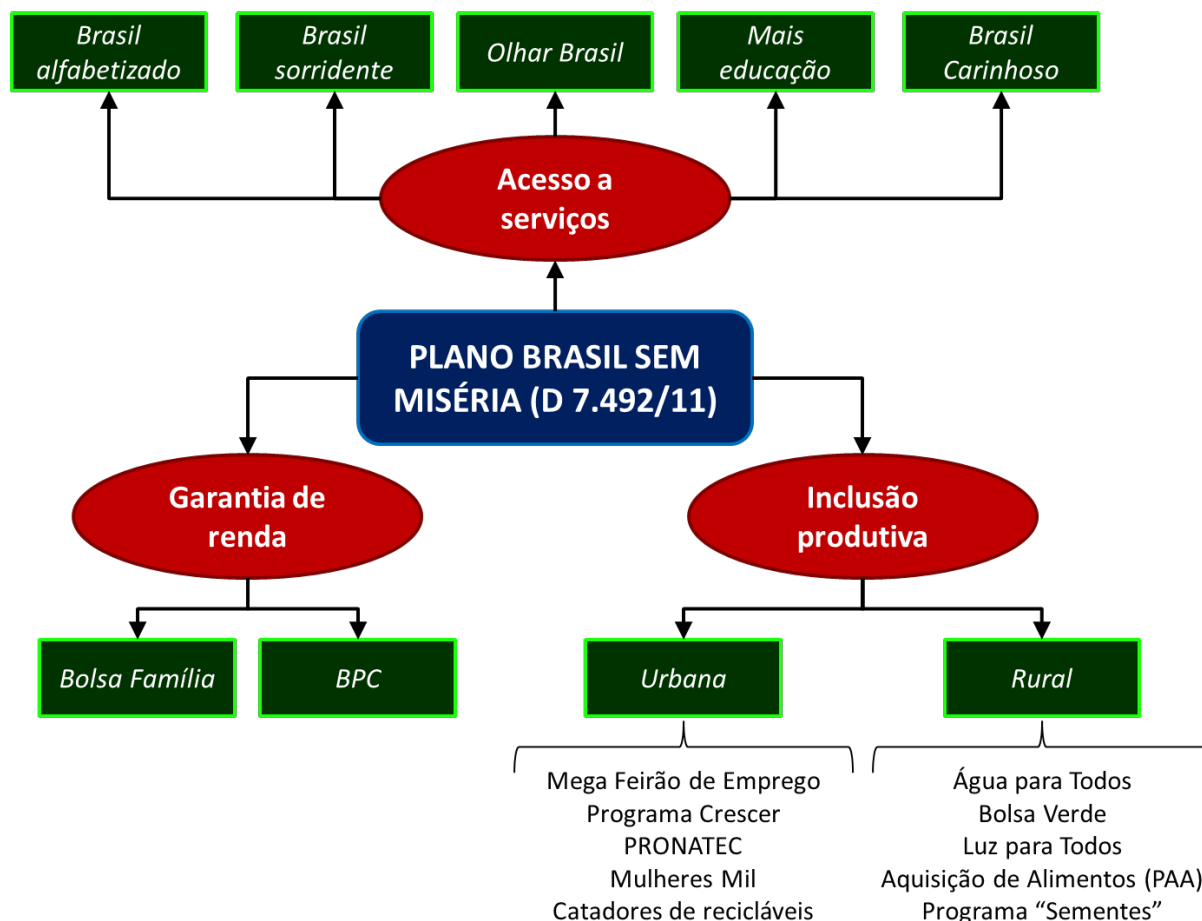 Brasil
alfabetizado
Brasil
sorridente
Olhar Brasil
Mais
educação
Brasil
Carinhoso
Acesso a
serviços
PLANO BRASIL SEM
MISÉRIA (D 7.492/11)
Garantia de
renda
Inclusão
produtiva
Bolsa Família
BPC
Urbana
Rural
Mega Feirão de Emprego
Programa Crescer
PRONATEC
Mulheres Mil
Catadores de recicláveis
Água para Todos
Bolsa Verde
Luz para Todos
Aquisição de Alimentos (PAA)
Programa “Sementes”